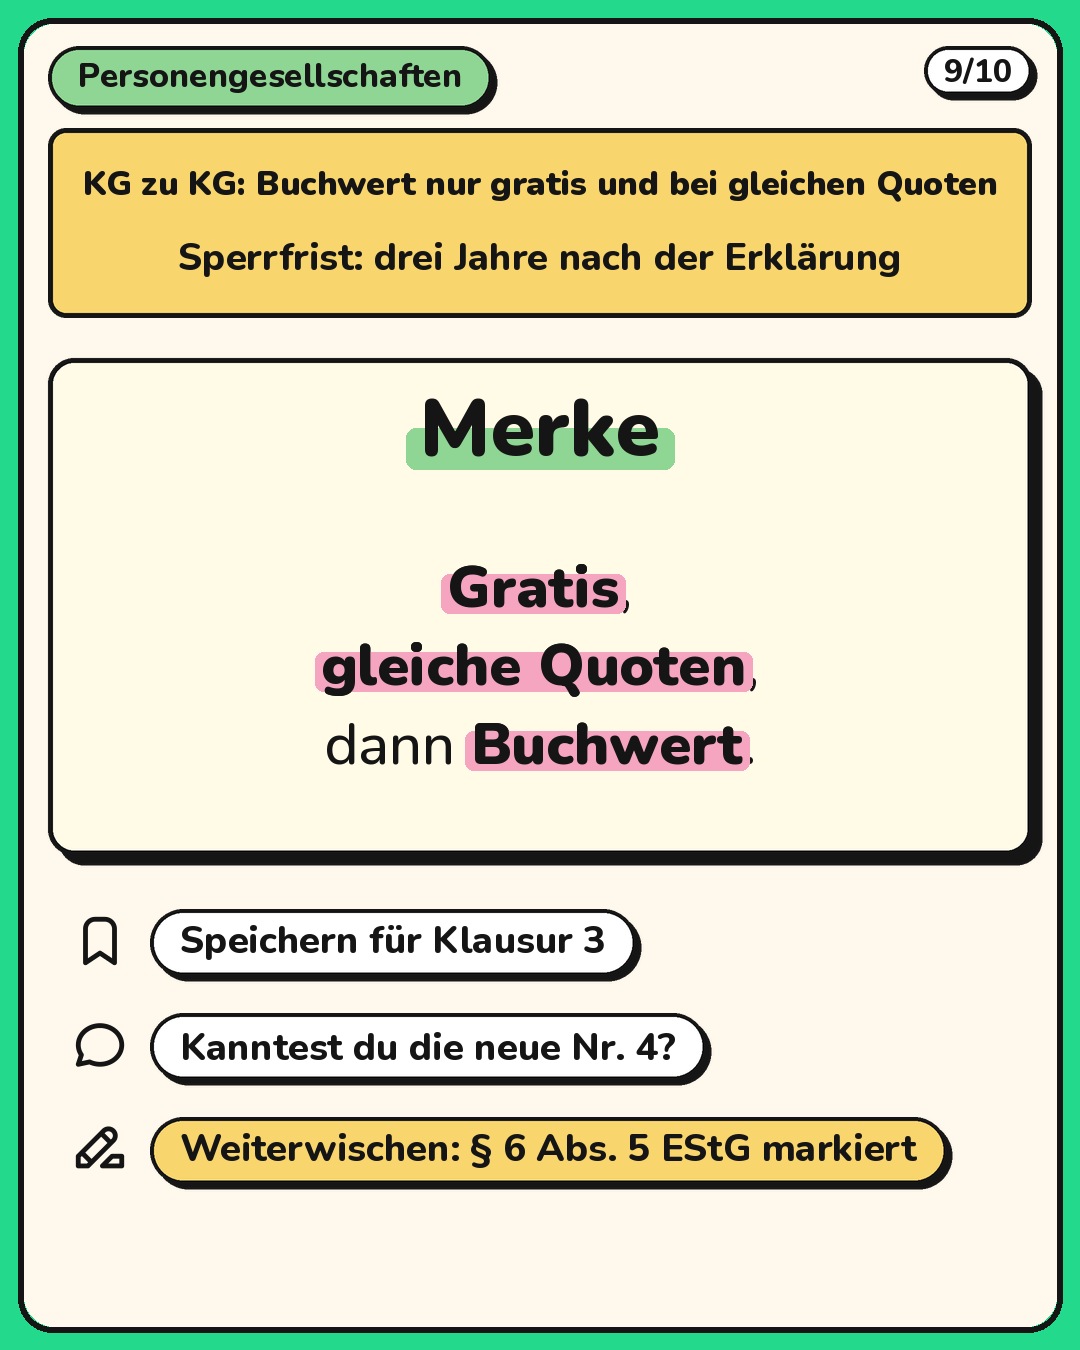 Personengesellschaften
9/10
KG zu KG: Buchwert nur gratis und bei gleichen Quoten
Sperrfrist: drei Jahre nach der Erklärung
Merke
Gratis,
gleiche Quoten,
dann Buchwert.
Speichern für Klausur 3
Kanntest du die neue Nr. 4?
Weiterwischen: § 6 Abs. 5 EStG markiert